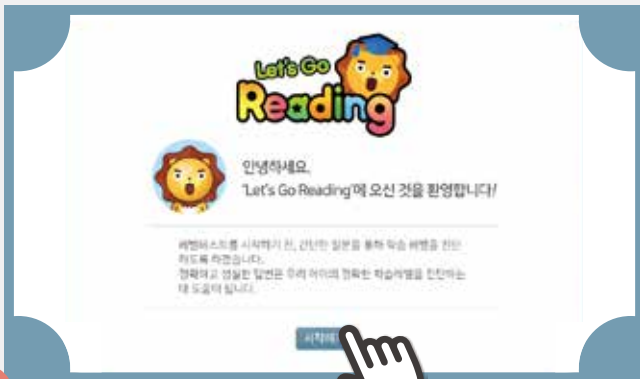 Let's Go
Reading
안녕하세요.
'Let's Go Reading'에 오신 것을 환영합니다!
레벨테스트를 시작하기 전, 간단한 질문을 통해 학습 레벨을 진단
하도록 하겠습니다.
정확하고 성실한 답변은 우리 아이의 정확한 학습레벨을 진단하는
데 도움이 됩니다.
시작하